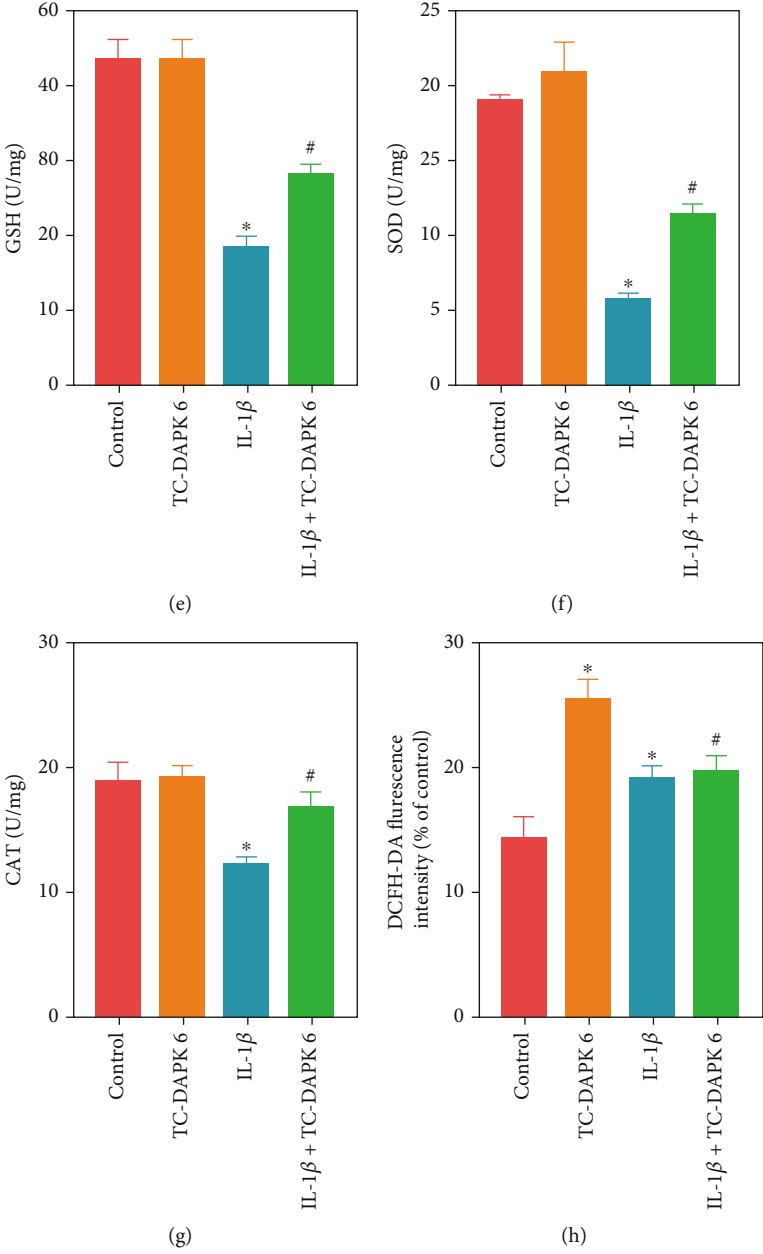 60
40
80
20
10
0
GSH (U/mg)
*
#
Control
TC-DAPK 6
IL-1β
IL-1β + TC-DAPK 6
(e)
25
20
25
10
5
0
SOD (U/mg)
*
#
Control
TC-DAPK 6
IL-1β
IL-1β + TC-DAPK 6
(f)
30
20
10
0
CAT (U/mg)
*
#
Control
TC-DAPK 6
IL-1β
IL-1β + TC-DAPK 6
(g)
30
20
10
0
DCFH-DA flurescence
intensity (% of control)
*
*
#
Control
TC-DAPK 6
IL-1β
IL-1β + TC-DAPK 6
(h)